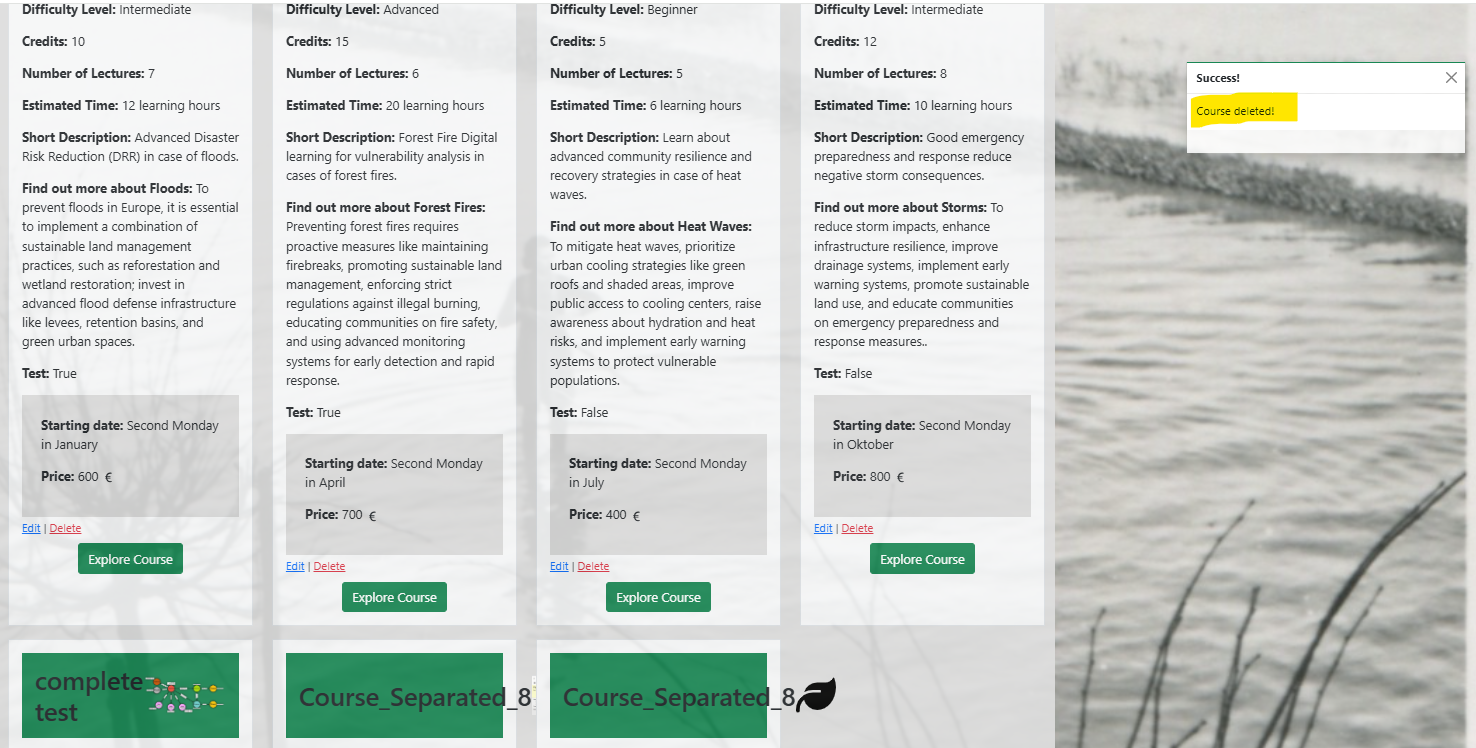 Difficulty Level: Intermediate
Credits: 10
Number of Lectures: 7
Estimated Time: 12 learning hours
Short Description: Advanced Disaster
Risk Reduction (DRR) in case of floods.
Find out more about Floods: To
prevent floods in Europe, it is essential
to implement a combination of
sustainable land management
practices, such as reforestation and
wetland restoration; invest in
advanced flood defense infrastructure
like levees, retention basins, and
green urban spaces.
Test: True
Starting date: Second Monday
in January
Price: 600 €
Edit | Delete
Explore Course
Difficulty Level: Advanced
Credits: 15
Number of Lectures: 6
Estimated Time: 20 learning hours
Short Description: Forest Fire Digital
learning for vulnerability analysis in
cases of forest fires.
Find out more about Forest Fires:
Preventing forest fires requires
proactive measures like maintaining
firebreaks, promoting sustainable land
management, enforcing strict
regulations against illegal burning,
educating communities on fire safety,
and using advanced monitoring
systems for early detection and rapid
response.
Test: True
Starting date: Second Monday
in April
Price: 700 €
Edit | Delete
Explore Course
Difficulty Level: Beginner
Credits: 5
Number of Lectures: 5
Estimated Time: 6 learning hours
Short Description: Learn about
advanced community resilience and
recovery strategies in case of heat
waves.
Find out more about Heat Waves:
To mitigate heat waves, prioritize
urban cooling strategies like green
roofs and shaded areas, improve
public access to cooling centers, raise
awareness about hydration and heat
risks, and implement early warning
systems to protect vulnerable
populations.
Test: False
Starting date: Second Monday
in July
Price: 400 €
Edit | Delete
Explore Course
Difficulty Level: Intermediate
Credits: 12
Number of Lectures: 8
Estimated Time: 10 learning hours
Short Description: Good emergency
preparedness and response reduce
negative storm consequences.
Find out more about Storms: To
reduce storm impacts, enhance
infrastructure resilience, improve
drainage systems, implement early
warning systems, promote sustainable
land use, and educate communities
on emergency preparedness and
response measures..
Test: False
Starting date: Second Monday
in Oktober
Price: 800 €
Edit | Delete
Explore Course
Success!
Course deleted!
complete
test
Course_Separated_8
Course_Separated_8